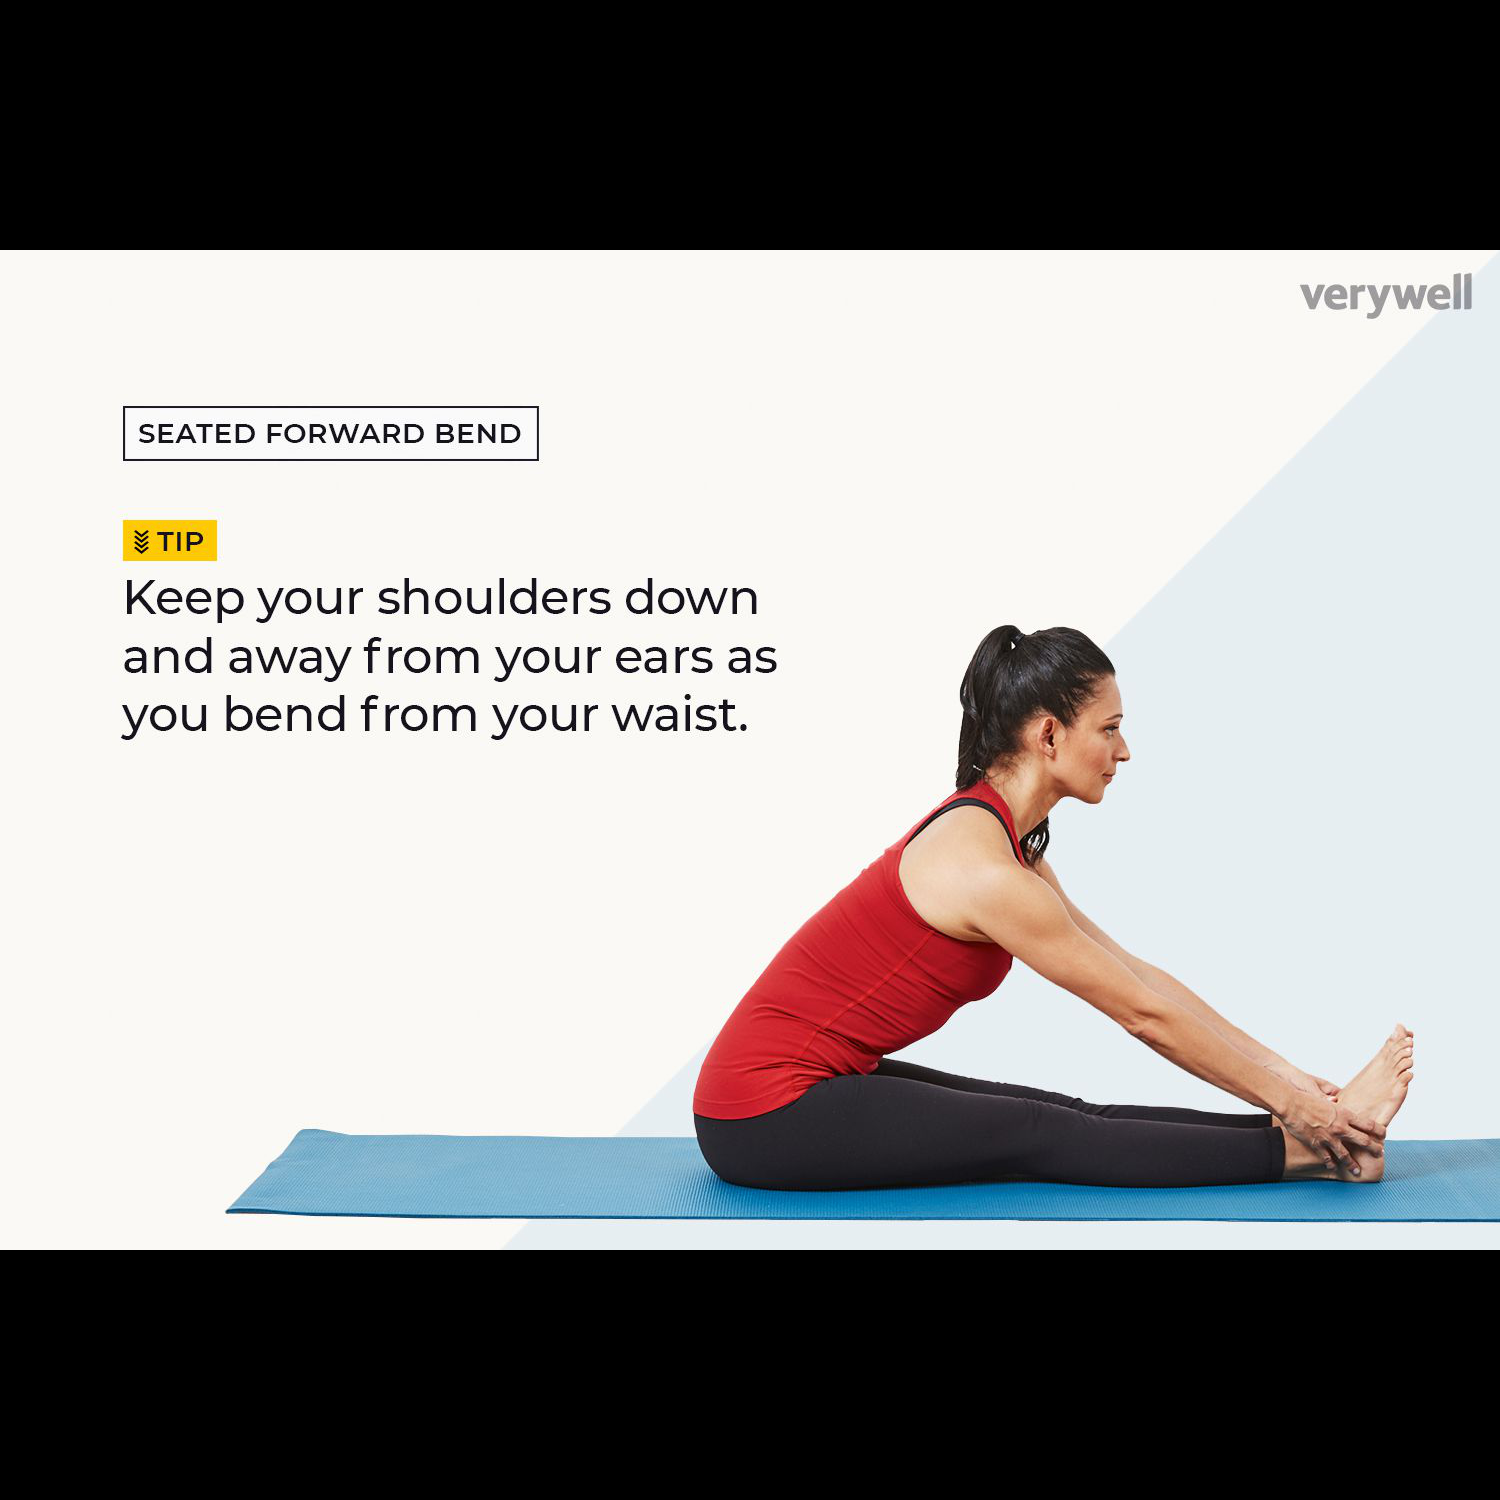 verywell
SEATED FORWARD BEND
TIP
Keep your shoulders down
and away from your ears as
you bend from your waist.